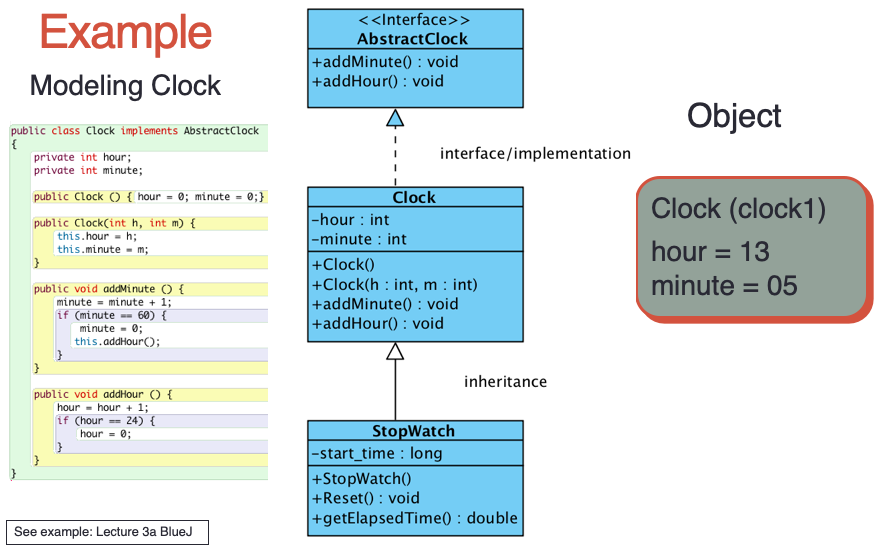 Example
Modeling Clock
public class Clock implements AbstractClock
{
private int hour;
private int minute;
public Clock () { hour = 0; minute = 0;}
public Clock(int h, int m) {
this.hour = h;
this.minute = m;
}
public void addMinute () {
minute = minute + 1;
if (minute == 60) {
minute = 0;
this.addHour();
}
}
public void addHour () {
hour = hour + 1;
if (hour == 24) {
hour = 0;
}
}
}
See example: Lecture 3a BlueJ
<<Interface>>
AbstractClock
+addMinute() : void
+addHour() : void
interface/implementation
Clock
-hour : int
-minute : int
+Clock()
+Clock(h : int, m : int)
+addMinute() : void
+addHour() : void
inheritance
StopWatch
-start_time : long
+StopWatch()
+Reset() : void
+getElapsedTime() : double
Object
Clock (clock1)
hour = 13
minute = 05